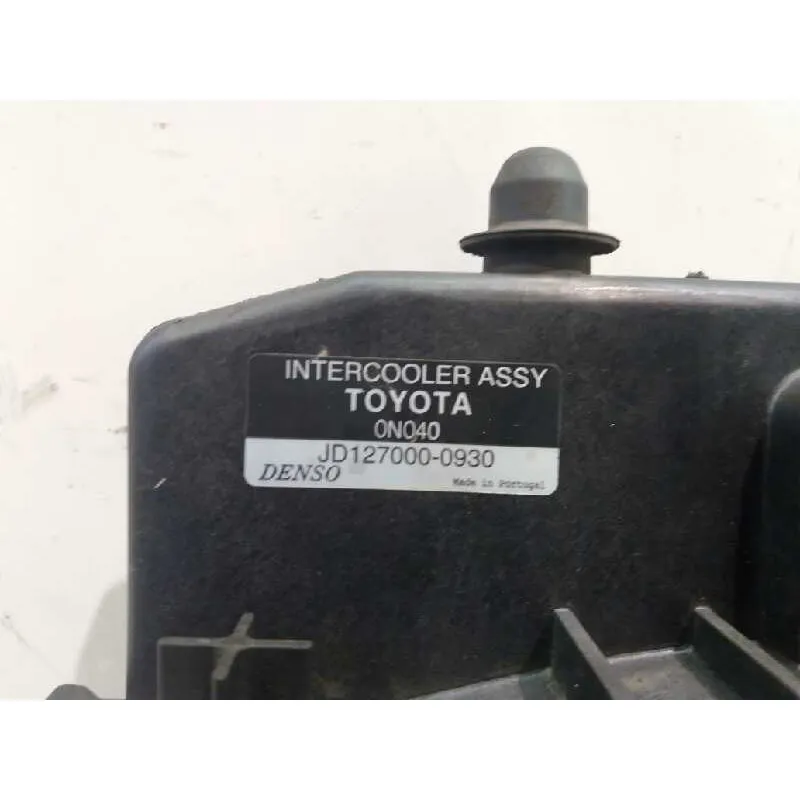 INTERCOOLER ASSY
TOYOTA
0N040
JD127000-0930
DENSO
Made in Portugal